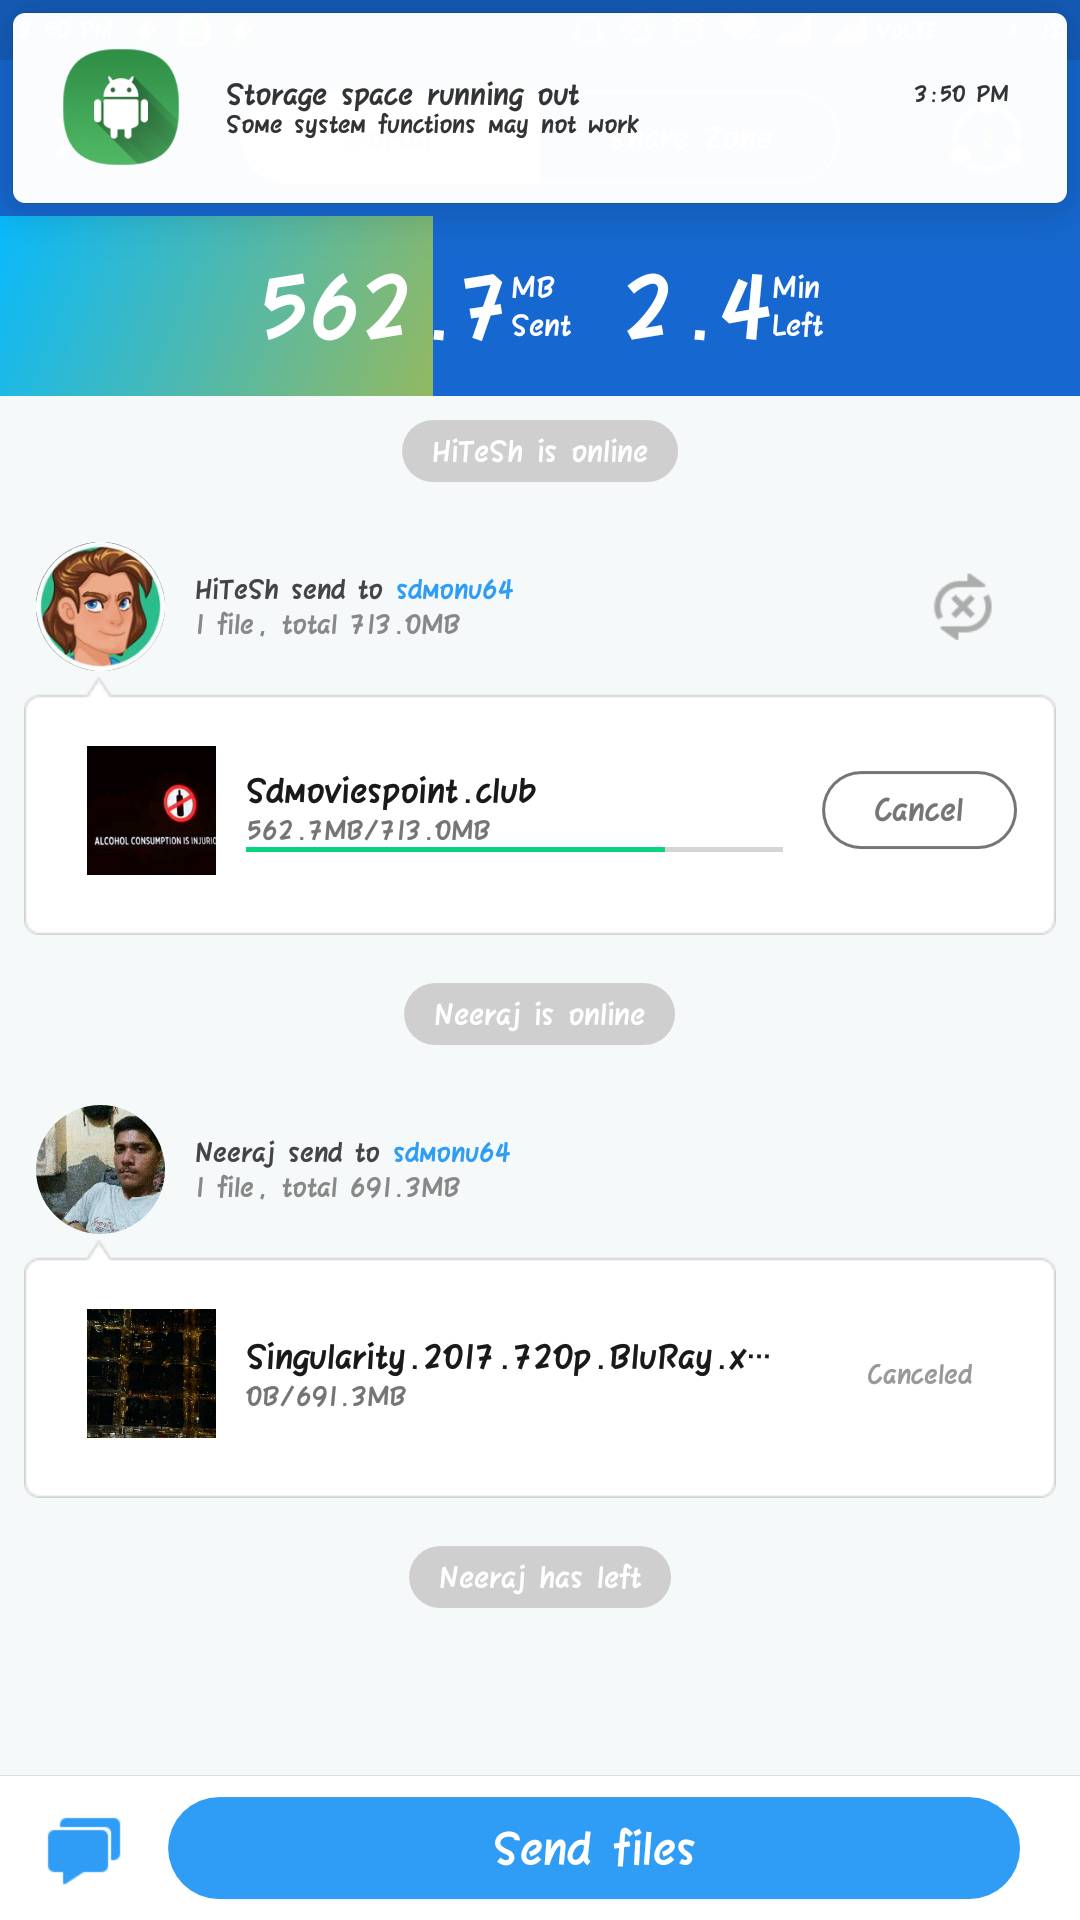 Storage space running out
3:50 PM
Some system functions may not work
Share Zone
562.7 MB Sent 2.4 Min Left
HiTeSh is online
HiTeSh send to sdmonu64
1 file, total 713.0MB
ALCOHOL CONSUMPTION IS
Sdmoviespoint.club
562.7MB/713.0MB
Cancel
Neeraj is online
Neeraj send to sdmonu64
1 file, total 691.3MB
Singularity.2017.720p.BluRay.x…
0B/691.3MB
Canceled
Neeraj has left
Send files